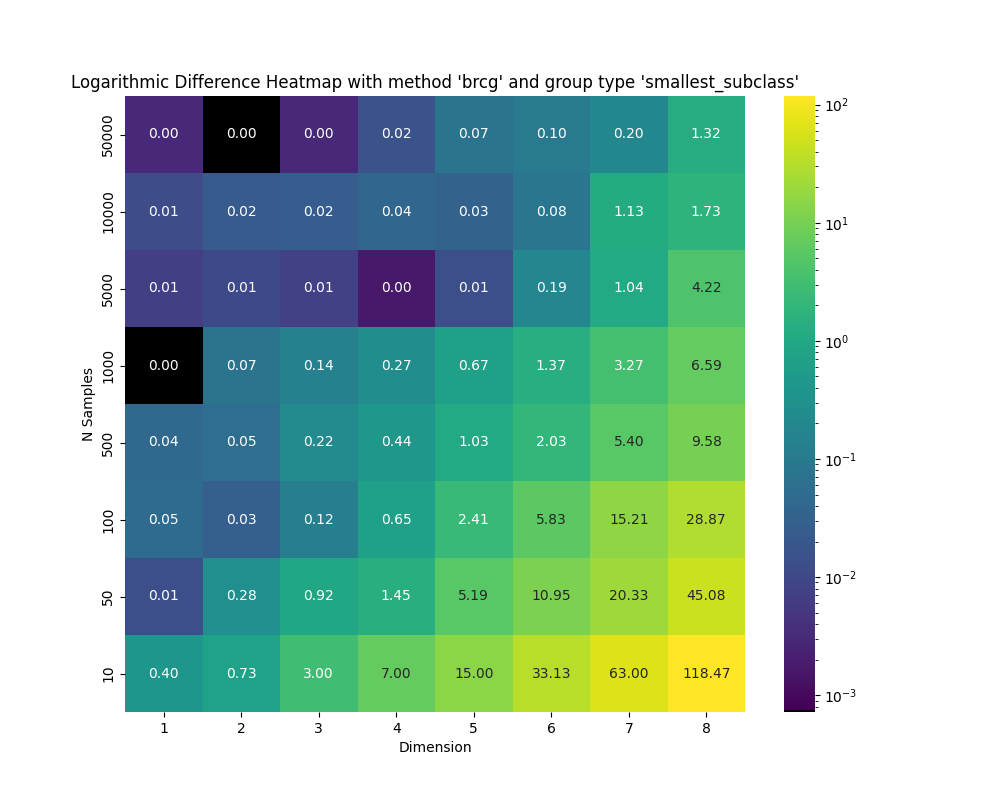 Logarithmic Difference Heatmap with method 'brcg' and group type 'smallest_subclass'
N Samples
50000 0.00 0.00 0.00 0.02 0.07 0.10 0.20 1.32
10000 0.01 0.02 0.02 0.04 0.03 0.08 1.13 1.73
5000 0.01 0.01 0.01 0.00 0.01 0.19 1.04 4.22
1000 0.00 0.07 0.14 0.27 0.67 1.37 3.27 6.59
500 0.04 0.05 0.22 0.44 1.03 2.03 5.40 9.58
100 0.05 0.03 0.12 0.65 2.41 5.83 15.21 28.87
50 0.01 0.28 0.92 1.45 5.19 10.95 20.33 45.08
10 0.40 0.73 3.00 7.00 15.00 33.13 63.00 118.47
1 2 3 4 5 6 7 8
Dimension
10²
10¹
10⁰
10⁻¹
10⁻²
10⁻³